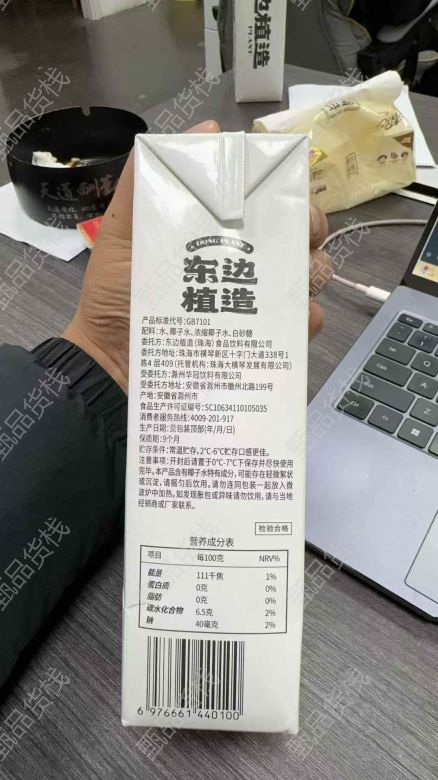 边植造
PLANT
天道酬勤
DONG PLANT
东边
植造
产品标准代号:GB7101
配料:水、椰子水、浓缩椰子水、白砂糖
委托方:东边植造(珠海)食品饮料有限公司
委托方地址:珠海市横琴新区十字门大道338号1
栋4层409(托管机构:珠海大横琴发展有限公司)
受委托方:滁州华冠饮料有限公司
受委托方地址:安徽省滁州市徽州北路199号
产地:安徽省滁州市
食品生产许可证编号:SC10634110105035
消费者服务热线:4009-201-917
生产日期:见包装顶部(年/月/日)
保质期:9个月
贮存条件:常温贮存,2℃-6℃贮存口感更佳。
注意事项:开封后请置于0℃-7℃下保存并尽快使用
完毕。本产品含有椰子水特有成分,可能存在轻微絮状
或沉淀,请摇匀后饮用。请勿连同包装一起放入微
波炉中加热。如发现胀包或异味请勿饮用,请与当地
经销商或厂家联系。
检验合格
营养成分表
项目 每100克 NRV%
能量 111千焦 1%
蛋白质 0克 0%
脂肪 0克 0%
碳水化合物 6.5克 2%
钠 40毫克 2%
6 976661 440100
甄品货栈